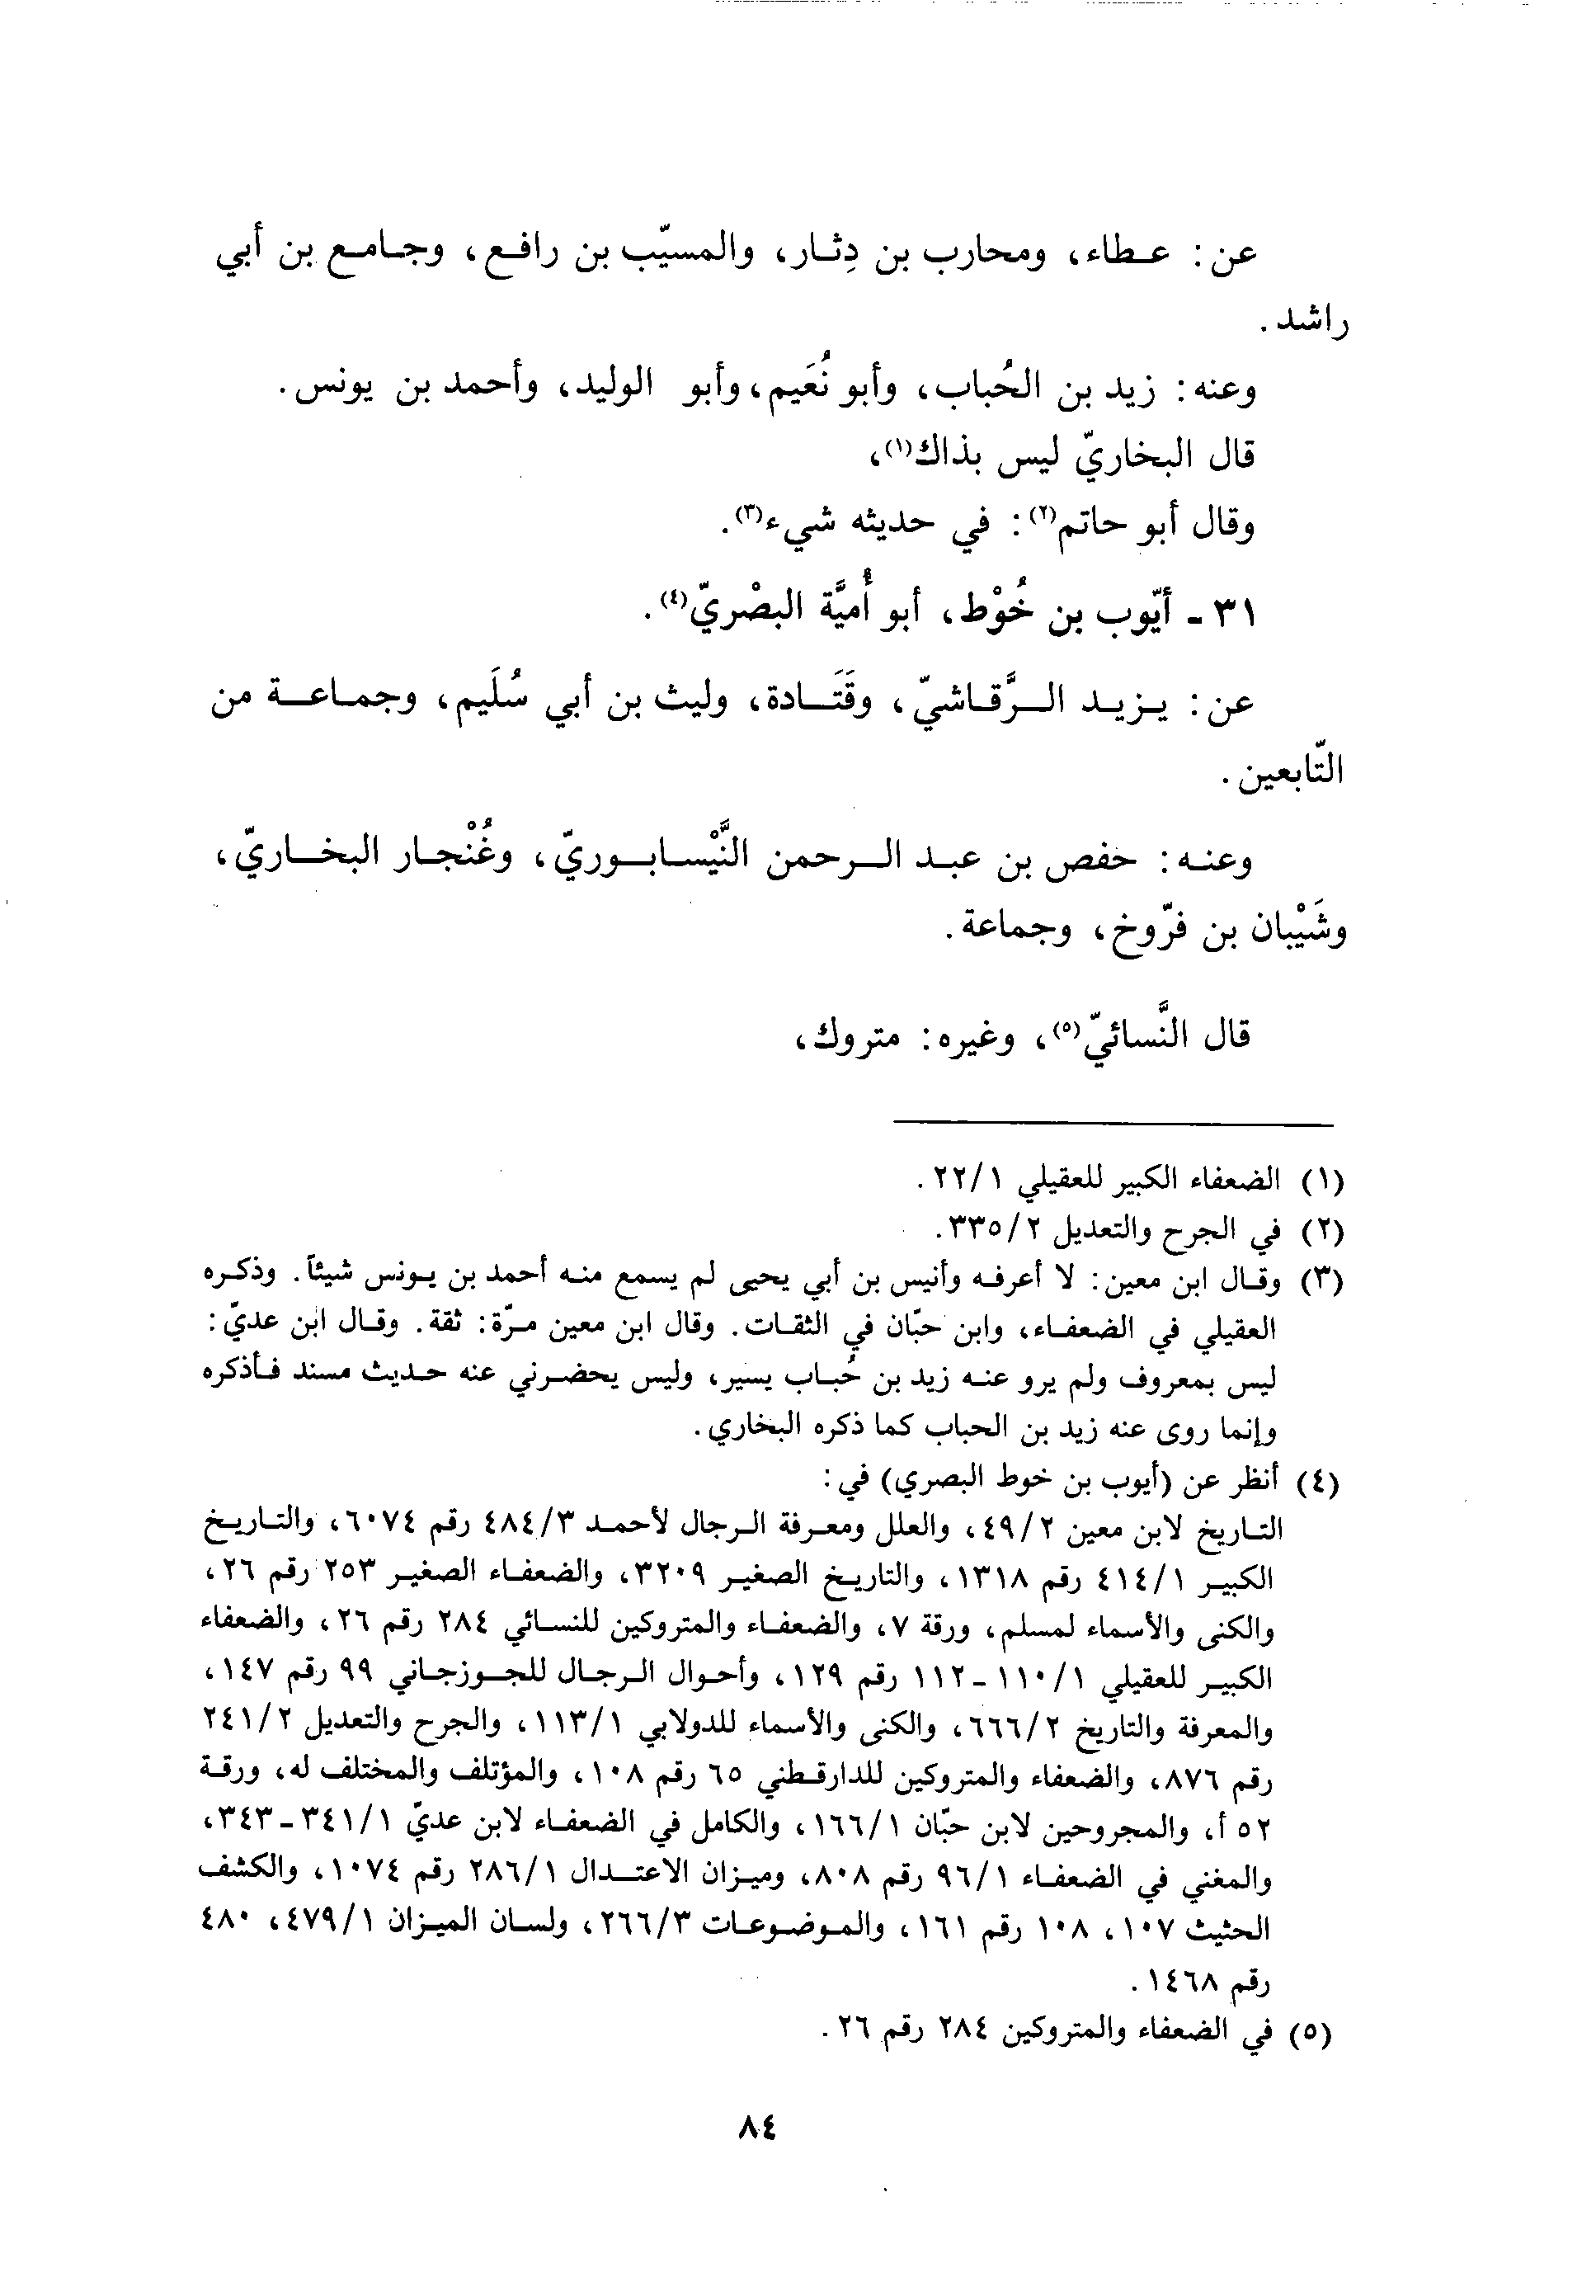 عن: عطاء، ومحارب بن دِثار، والمسيّب بن رافع، وجامع بن أبي
راشد.
وعنه: زيد بن الحُباب، وأبو نُعَيم، وأبو الوليد، وأحمد بن يونس.
قال البخاريّ ليس بذاك(١)،
وقال أبو حاتم(٢): في حديثه شيء(٣).
٣١ - أيّوب بن خُوْط، أبو أُميَّة البصْريّ(٤).
عن: يزيد الرَّقاشيّ، وقَتَادة، وليث بن أبي سُلَيم، وجماعة من
التّابعين.
وعنه: حفص بن عبد الرحمن النَّيْسابوريّ، وغُنْجار البخاريّ،
وشَيْبان بن فرّوخ، وجماعة.
قال النَّسائيّ(٥)، وغيره: متروك،
(١) الضعفاء الكبير للعقيلي ٢٢/١.
(٢) في الجرح والتعديل ٣٣٥/٢.
(٣) وقال ابن معين: لا أعرفه وأنيس بن أبي يحيى لم يسمع منه أحمد بن يونس شيئاً. وذكره
العقيلي في الضعفاء، وابن حبّان في الثقات. وقال ابن معين مرّة: ثقة. وقال ابن عديّ:
ليس بمعروف ولم يرو عنه زيد بن حُباب يسير، وليس يحضرني عنه حديث مسند فأذكره
وإنما روى عنه زيد بن الحباب كما ذكره البخاري.
(٤) أنظر عن (أيوب بن خوط البصري) في:
التاريخ لابن معين ٤٩/٢، والعلل ومعرفة الرجال لأحمد ٤٨٤/٣ رقم ٦٠٧٤، والتاريخ
الكبير ٤١٤/١ رقم ١٣١٨، والتاريخ الصغير ٣٢٠٩، والضعفاء الصغير ٢٥٣ رقم ٢٦،
والكنى والأسماء لمسلم، ورقة ٧، والضعفاء والمتروكين للنسائي ٢٨٤ رقم ٢٦، والضعفاء
الكبير للعقيلي ١١٠/١ - ١١٢ رقم ١٢٩، وأحوال الرجال للجوزجاني ٩٩ رقم ١٤٧،
والمعرفة والتاريخ ٦٦٦/٢، والكنى والأسماء للدولابي ١١٣/١، والجرح والتعديل ٢٤١/٢
رقم ٨٧٦، والضعفاء والمتروكين للدارقطني ٦٥ رقم ١٠٨، والمؤتلف والمختلف له، ورقة
٥٢ أ، والمجروحين لابن حبّان ١٦٦/١، والكامل في الضعفاء لابن عديّ ٣٤١/١ - ٣٤٣،
والمغني في الضعفاء ٩٦/١ رقم ٨٠٨، وميزان الاعتدال ٢٨٦/١ رقم ١٠٧٤، والكشف
الحثيث ١٠٧، ١٠٨ رقم ١٦١، والموضوعات ٢٦٦/٣، ولسان الميزان ٤٧٩/١، ٤٨٠
رقم ١٤٦٨.
(٥) في الضعفاء والمتروكين ٢٨٤ رقم ٢٦.
٨٤